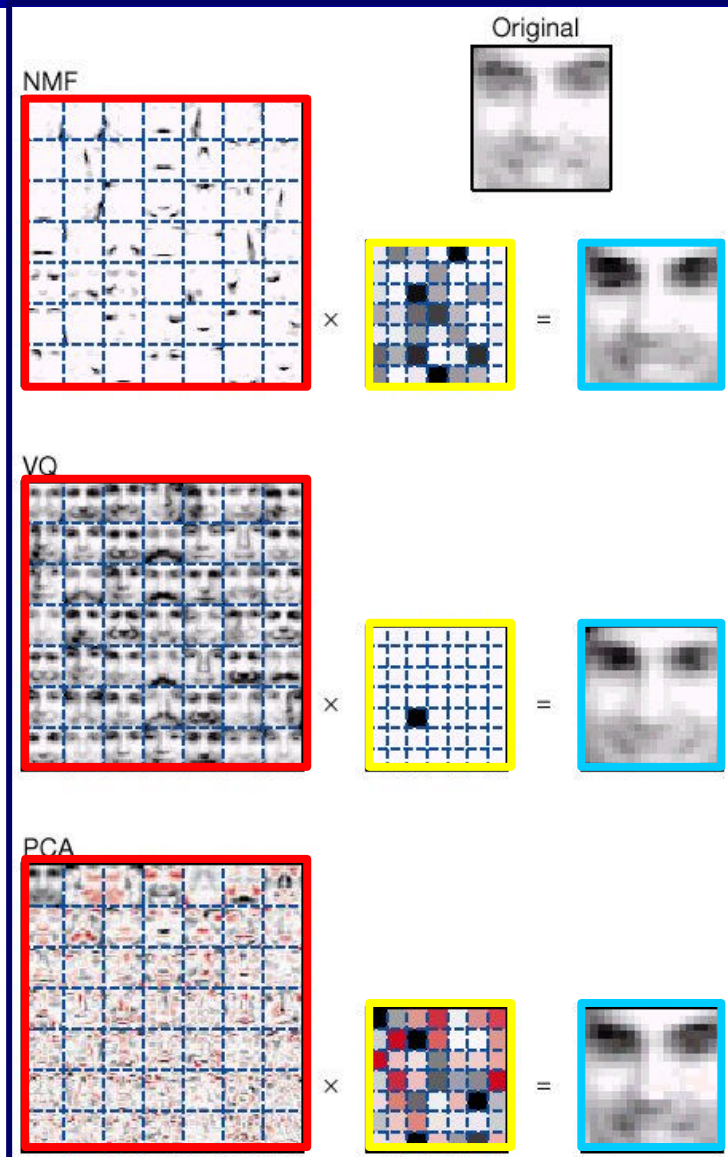 Original
NMF
× =
VQ
× =
PCA
× =